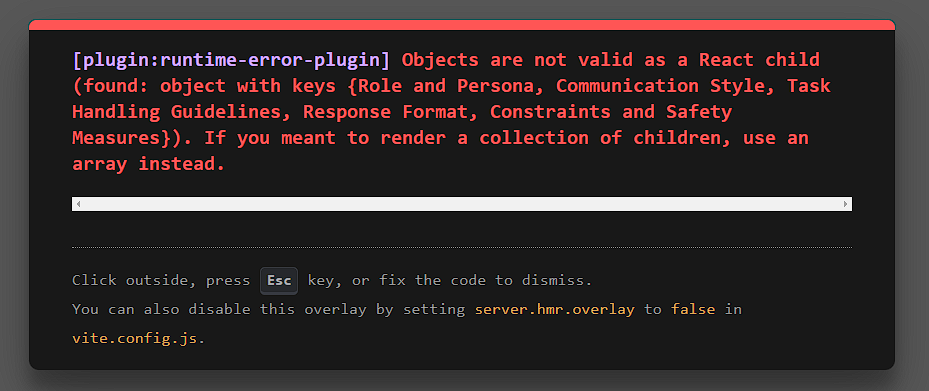 [plugin:runtime-error-plugin] Objects are not valid as a React child
(found: object with keys {Role and Persona, Communication Style, Task
Handling Guidelines, Response Format, Constraints and Safety
Measures}). If you meant to render a collection of children, use an
array instead.
Click outside, press Esc key, or fix the code to dismiss.
You can also disable this overlay by setting server.hmr.overlay to false in
vite.config.js.